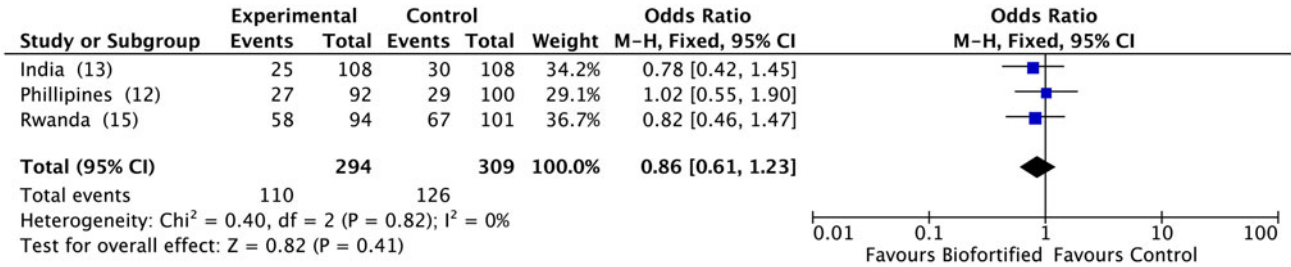 Experimental Control Odds Ratio Odds Ratio
Study or Subgroup Events Total Events Total Weight M-H, Fixed, 95% CI M-H, Fixed, 95% CI
India (13) 25 108 30 108 34.2% 0.78 [0.42, 1.45]
Phillipines (12) 27 92 29 100 29.1% 1.02 [0.55, 1.90]
Rwanda (15) 58 94 67 101 36.7% 0.82 [0.46, 1.47]
Total (95% CI) 294 309 100.0% 0.86 [0.61, 1.23]
Total events 110 126
Heterogeneity: Chi² = 0.40, df = 2 (P = 0.82); I² = 0%
Test for overall effect: Z = 0.82 (P = 0.41)
0.01 0.1 1 10 100
Favours Biofortified Favours Control